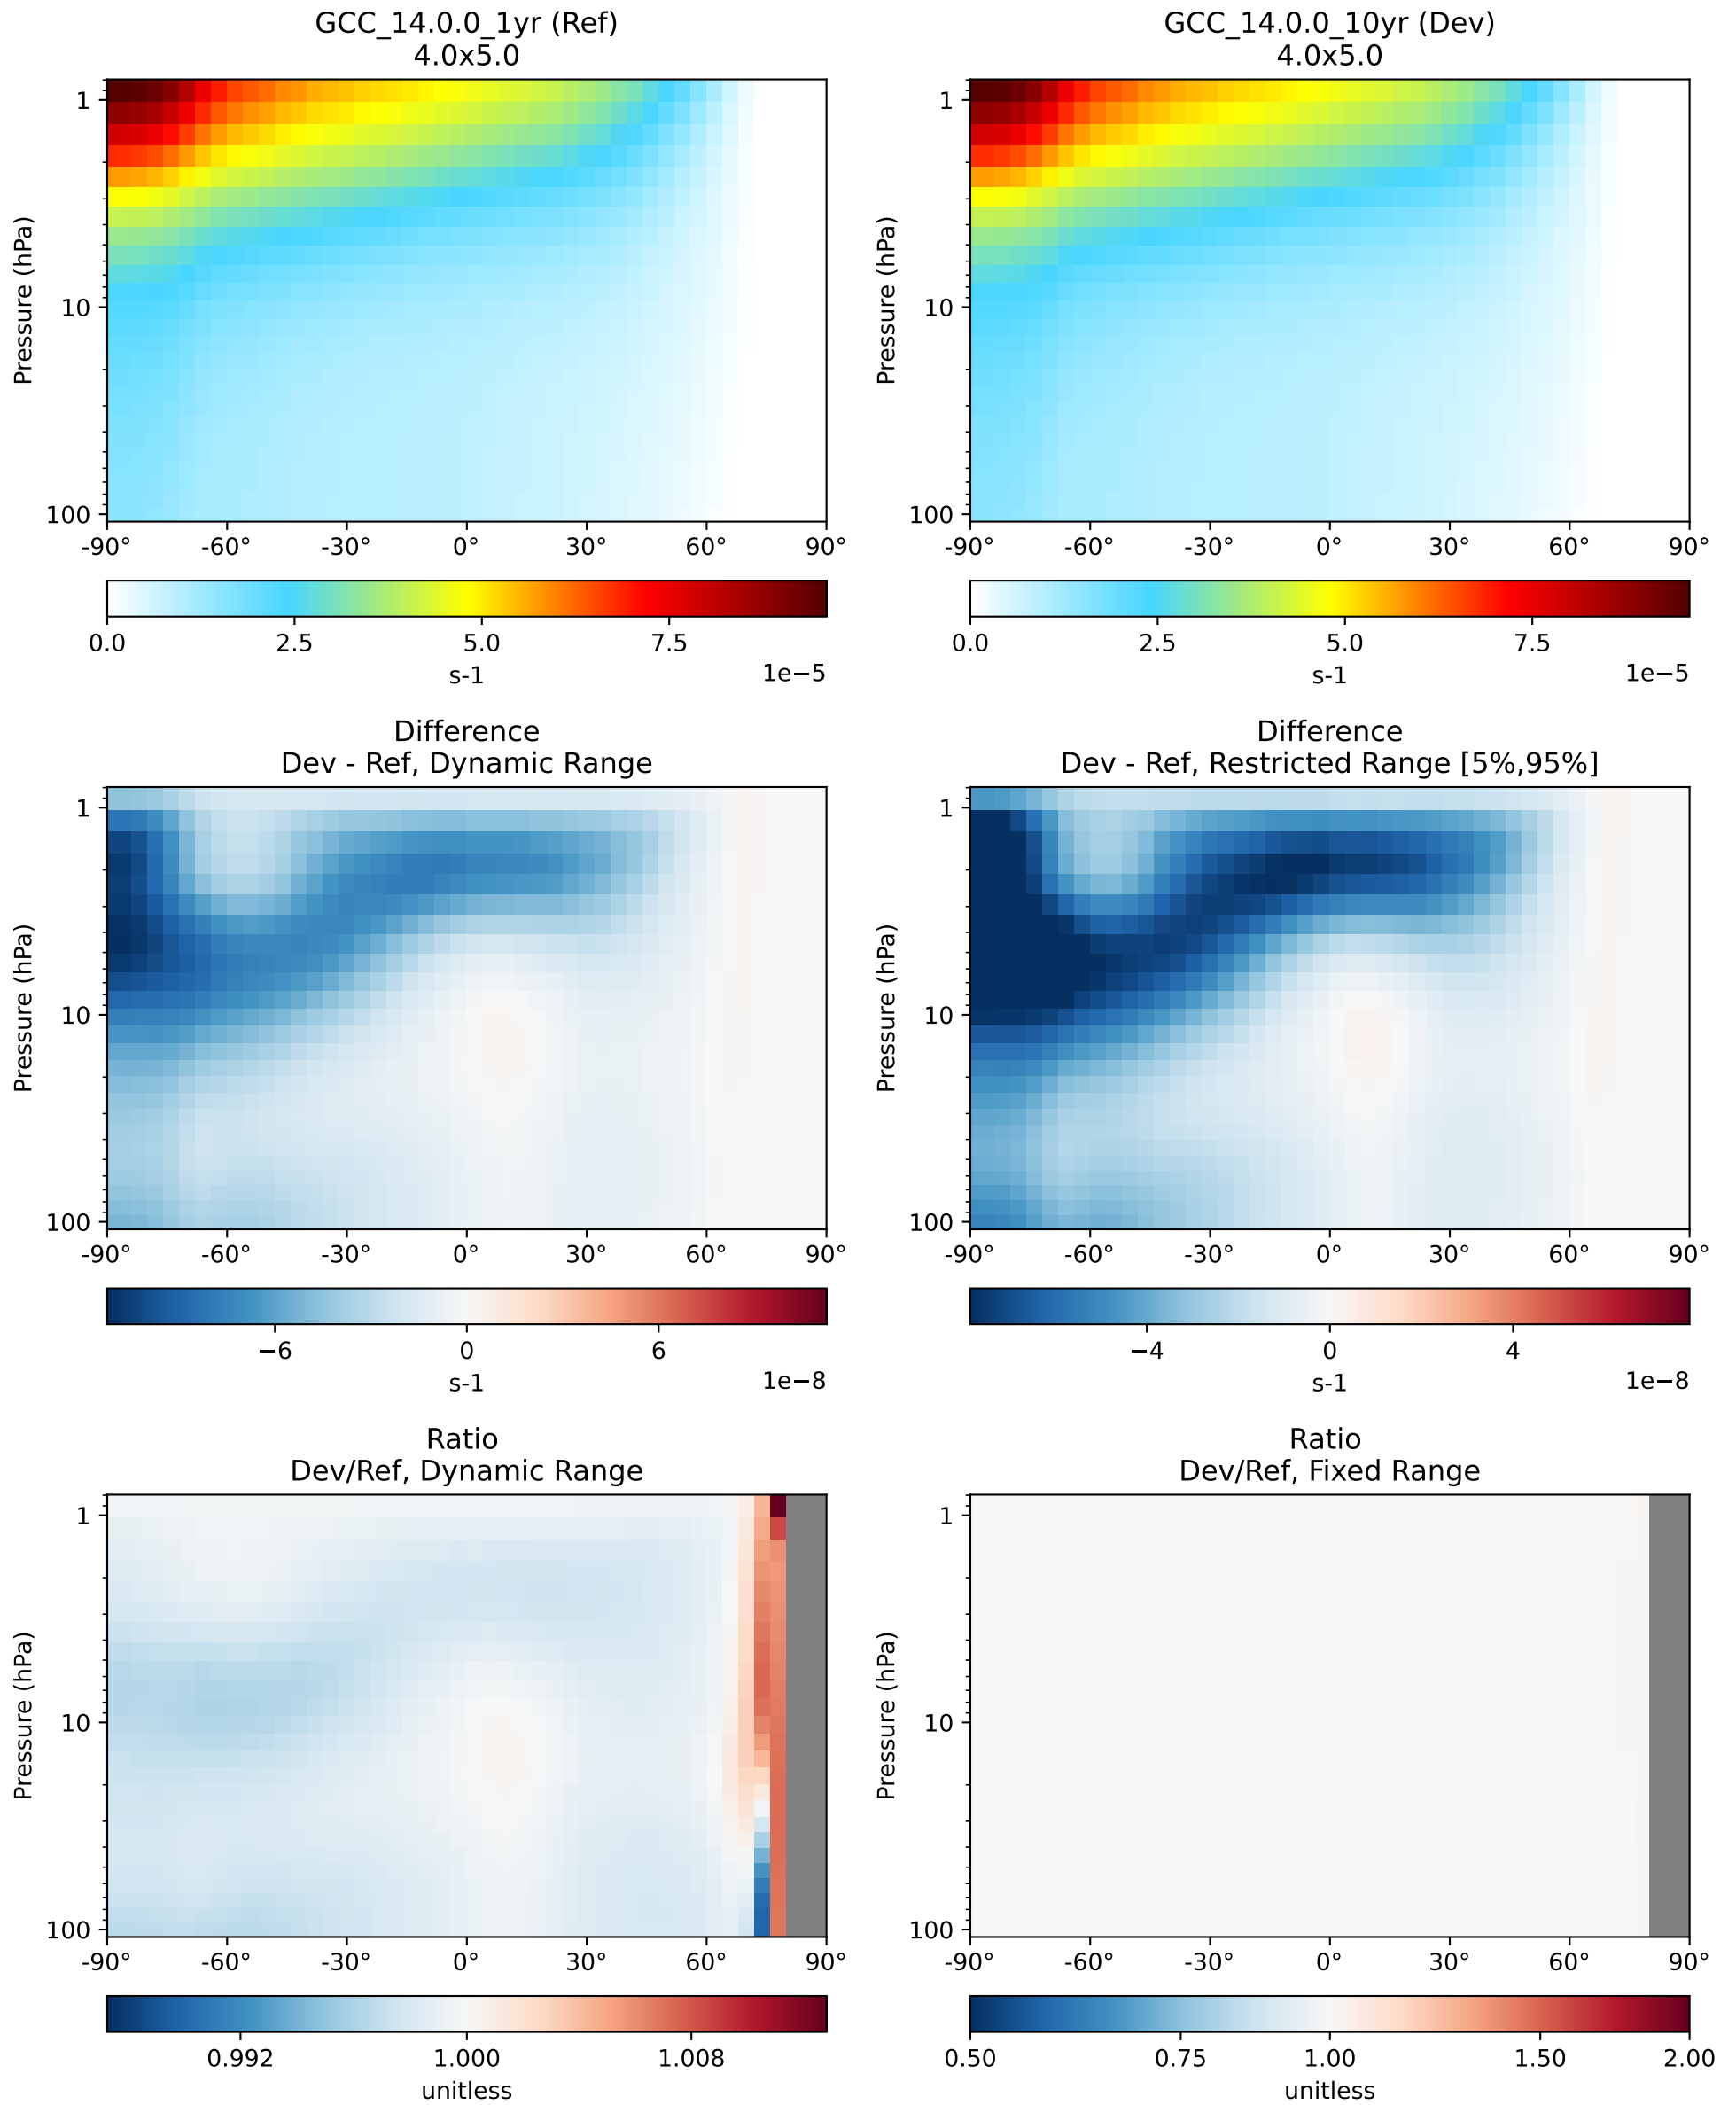 GCC_14.0.0_1yr (Ref)
4.0x5.0
GCC_14.0.0_10yr (Dev)
4.0x5.0
Pressure (hPa)
1
10
100
-90° -60° -30° 0° 30° 60° 90°
0.0 2.5 5.0 7.5
s-1
1e−5
Pressure (hPa)
1
10
100
-90° -60° -30° 0° 30° 60° 90°
0.0 2.5 5.0 7.5
s-1
1e−5
Difference
Dev - Ref, Dynamic Range
Pressure (hPa)
1
10
100
-90° -60° -30° 0° 30° 60° 90°
−6 0 6
s-1
1e−8
Difference
Dev - Ref, Restricted Range [5%,95%]
Pressure (hPa)
1
10
100
-90° -60° -30° 0° 30° 60° 90°
−4 0 4
s-1
1e−8
Ratio
Dev/Ref, Dynamic Range
Pressure (hPa)
1
10
100
-90° -60° -30° 0° 30° 60° 90°
0.992 1.000 1.008
unitless
Ratio
Dev/Ref, Fixed Range
Pressure (hPa)
1
10
100
-90° -60° -30° 0° 30° 60° 90°
0.50 0.75 1.00 1.50 2.00
unitless